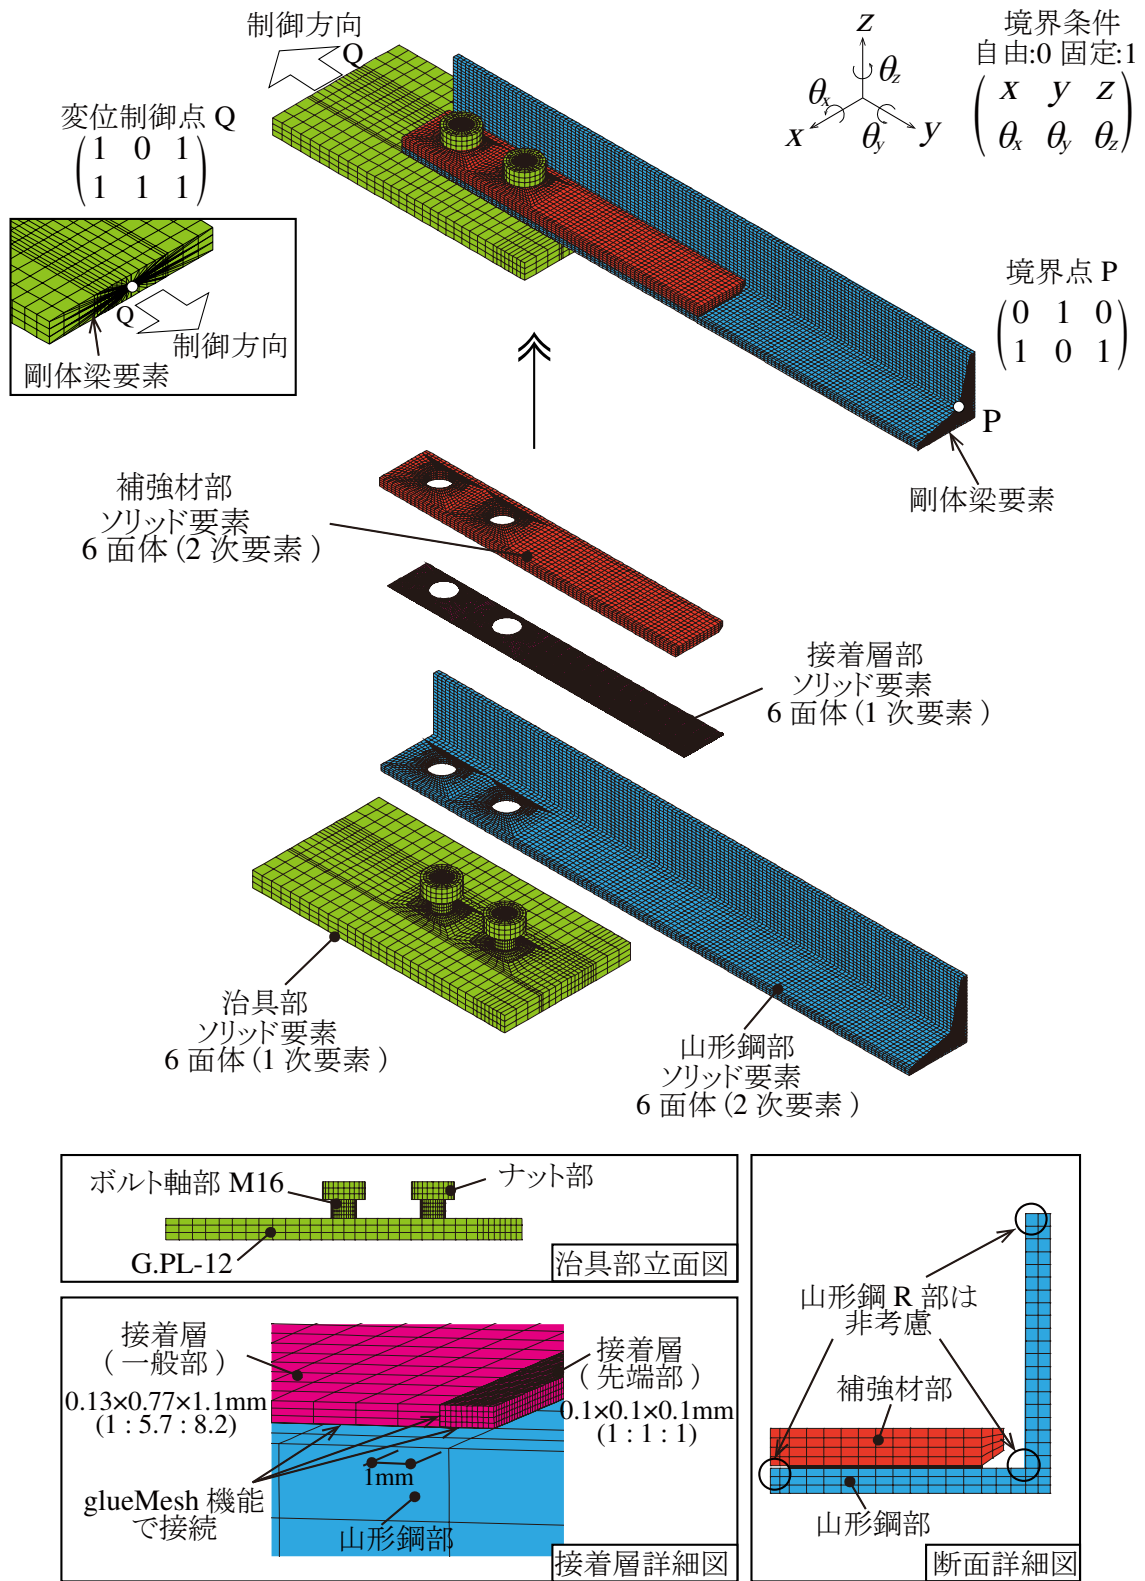 制御方向
Q
変位制御点 Q
1 0 1
1 1 1
z
θz
θx
x
θy
y
境界条件
自由:0 固定:1
x y z
θx θy θz
Q
制御方向
剛体梁要素
境界点 P
0 1 0
1 0 1
P
剛体梁要素
補強材部
ソリッド要素
6 面体 (2 次要素 )
接着層部
ソリッド要素
6 面体 (1 次要素 )
治具部
ソリッド要素
6 面体 (1 次要素 )
山形鋼部
ソリッド要素
6 面体 (2 次要素 )
ボルト軸部 M16
ナット部
G.PL-12
治具部立面図
接着層
( 一般部 )
0.13×0.77×1.1mm
(1 : 5.7 : 8.2)
接着層
( 先端部 )
0.1×0.1×0.1mm
(1 : 1 : 1)
1mm
glueMesh 機能
で接続
山形鋼部
接着層詳細図
山形鋼 R 部は
非考慮
補強材部
山形鋼部
断面詳細図